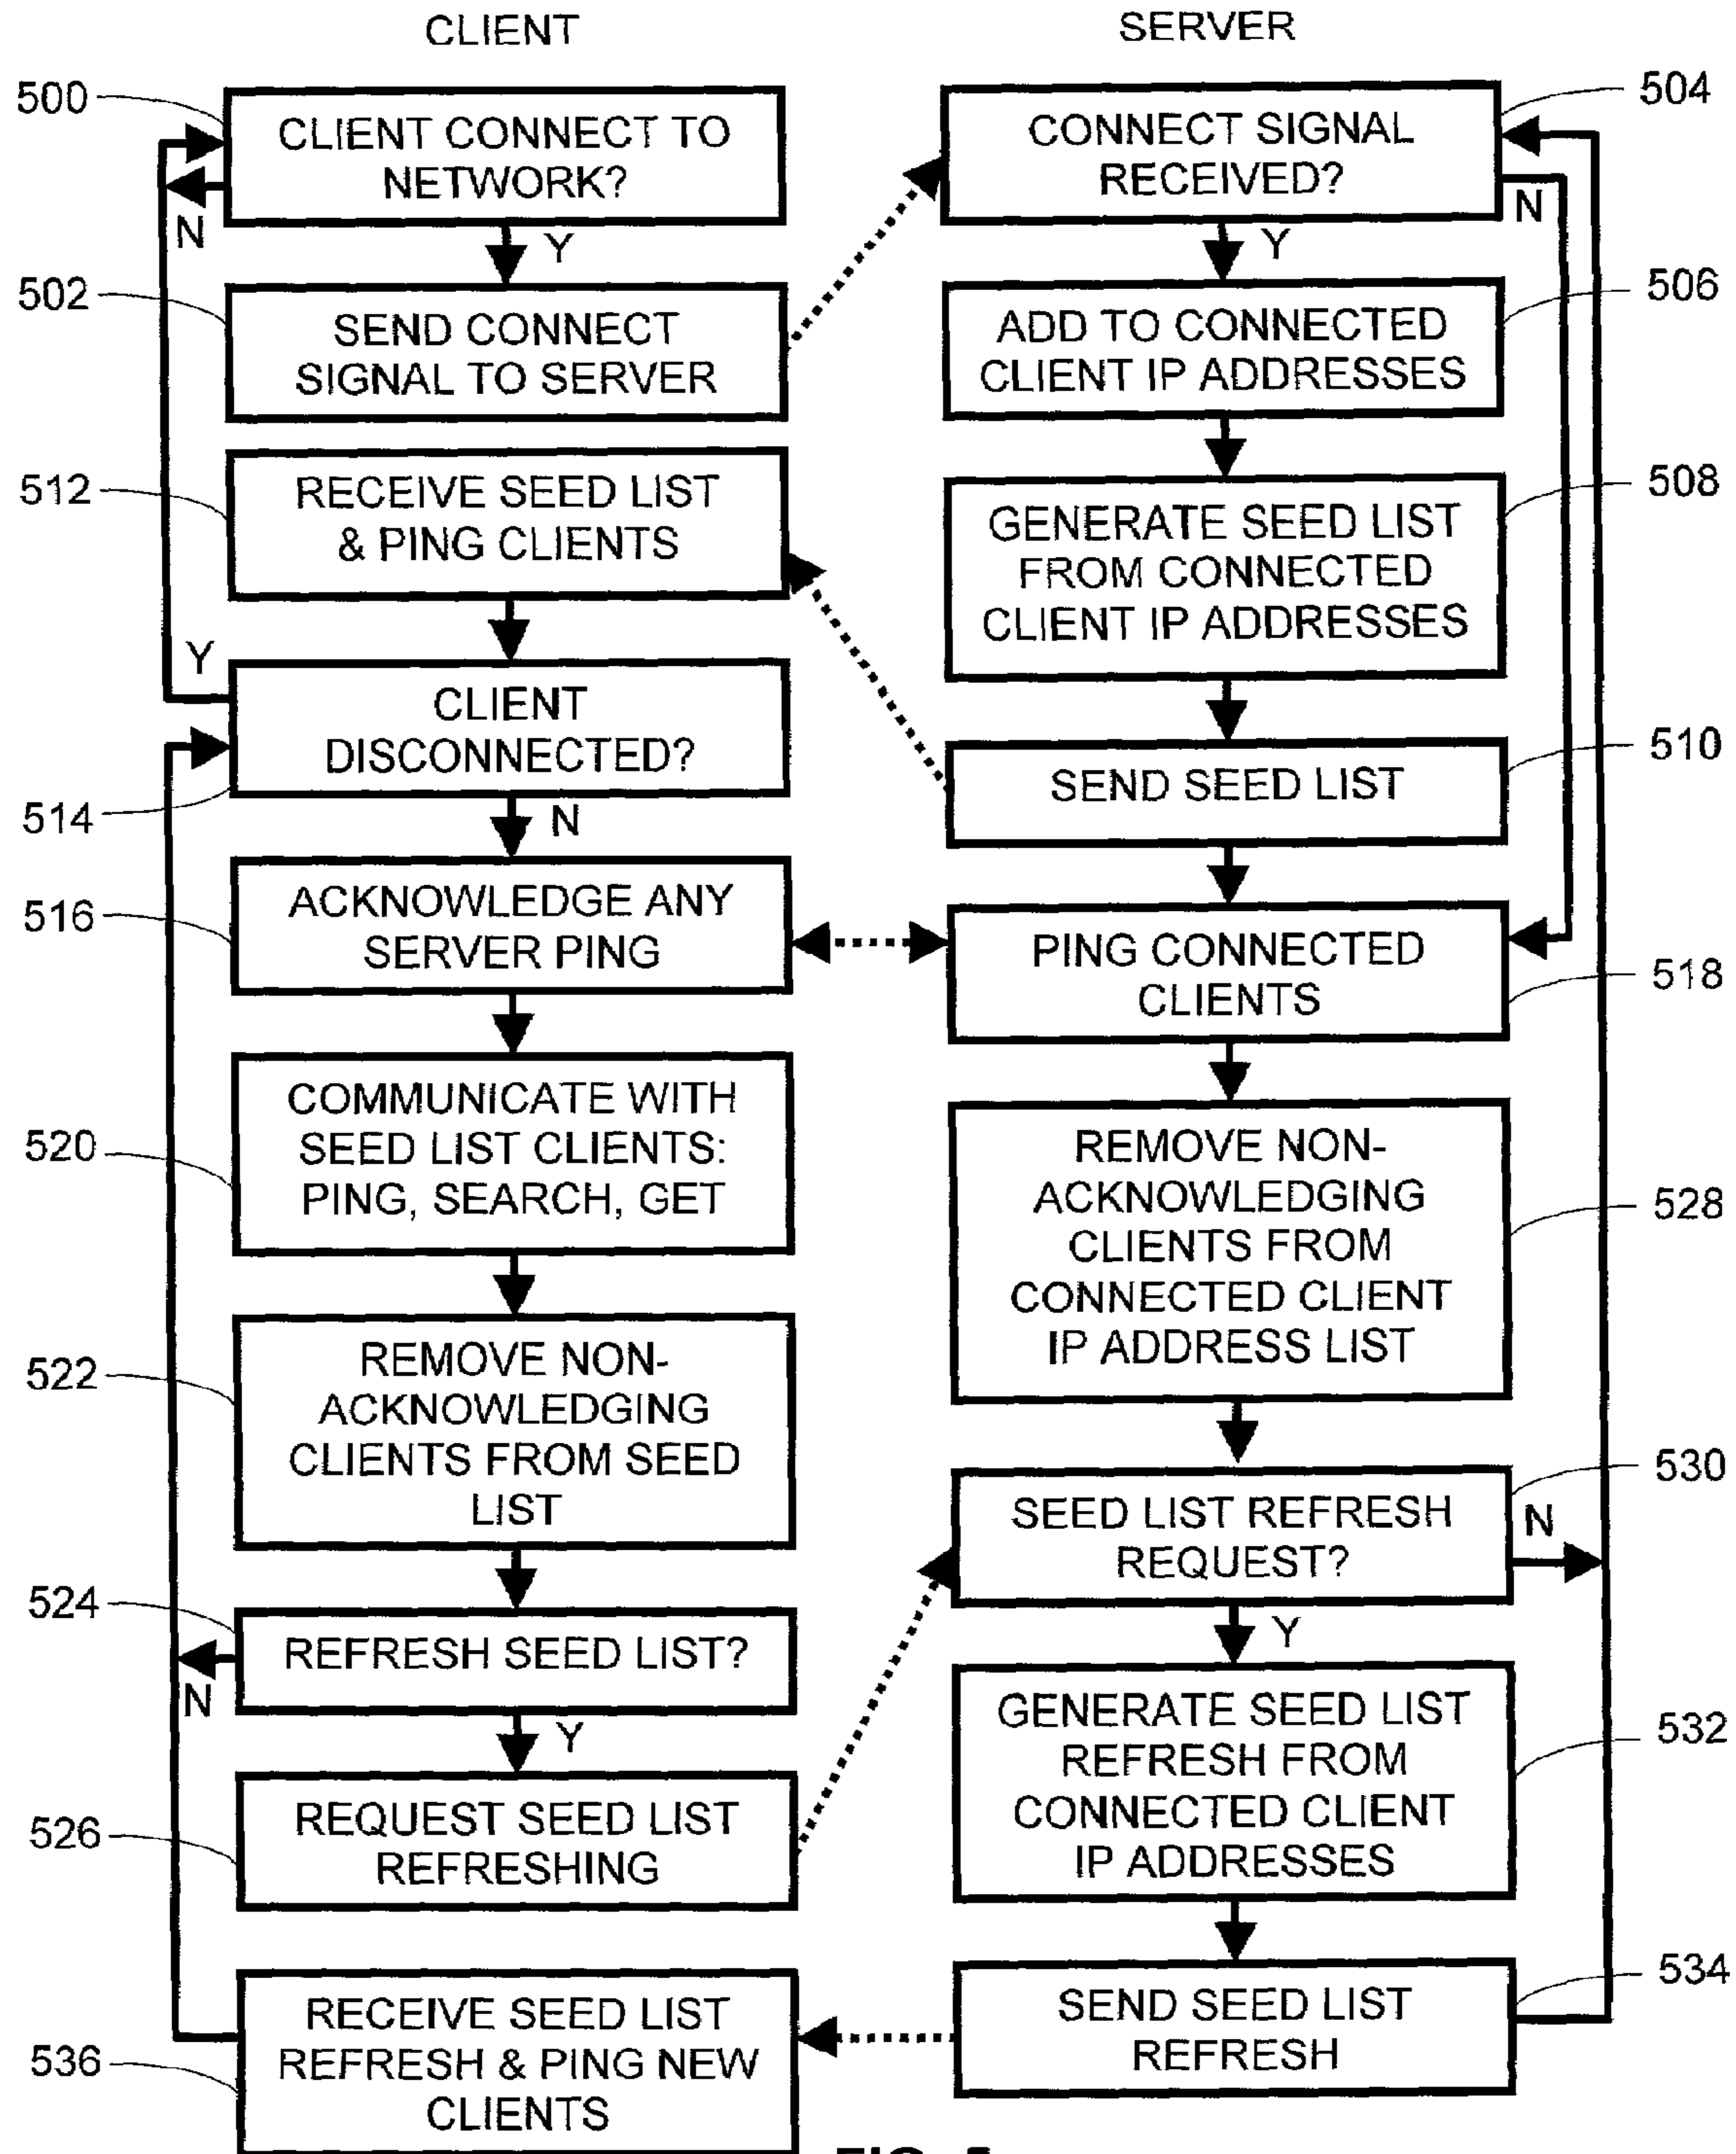 CLIENT
SERVER
500
CLIENT CONNECT TO
NETWORK?
N
Y
502
SEND CONNECT
SIGNAL TO SERVER
512
RECEIVE SEED LIST
& PING CLIENTS
Y
CLIENT
DISCONNECTED?
514
N
516
ACKNOWLEDGE ANY
SERVER PING
520
COMMUNICATE WITH
SEED LIST CLIENTS:
PING, SEARCH, GET
522
REMOVE NON-
ACKNOWLEDGING
CLIENTS FROM SEED
LIST
524
REFRESH SEED LIST?
N
Y
526
REQUEST SEED LIST
REFRESHING
536
RECEIVE SEED LIST
REFRESH & PING NEW
CLIENTS
504
CONNECT SIGNAL
RECEIVED?
N
Y
506
ADD TO CONNECTED
CLIENT IP ADDRESSES
508
GENERATE SEED LIST
FROM CONNECTED
CLIENT IP ADDRESSES
510
SEND SEED LIST
PING CONNECTED
CLIENTS
518
REMOVE NON-
ACKNOWLEDGING
CLIENTS FROM
CONNECTED CLIENT
IP ADDRESS LIST
528
530
SEED LIST REFRESH
REQUEST?
N
Y
GENERATE SEED LIST
REFRESH FROM
CONNECTED CLIENT
IP ADDRESSES
532
534
SEND SEED LIST
REFRESH